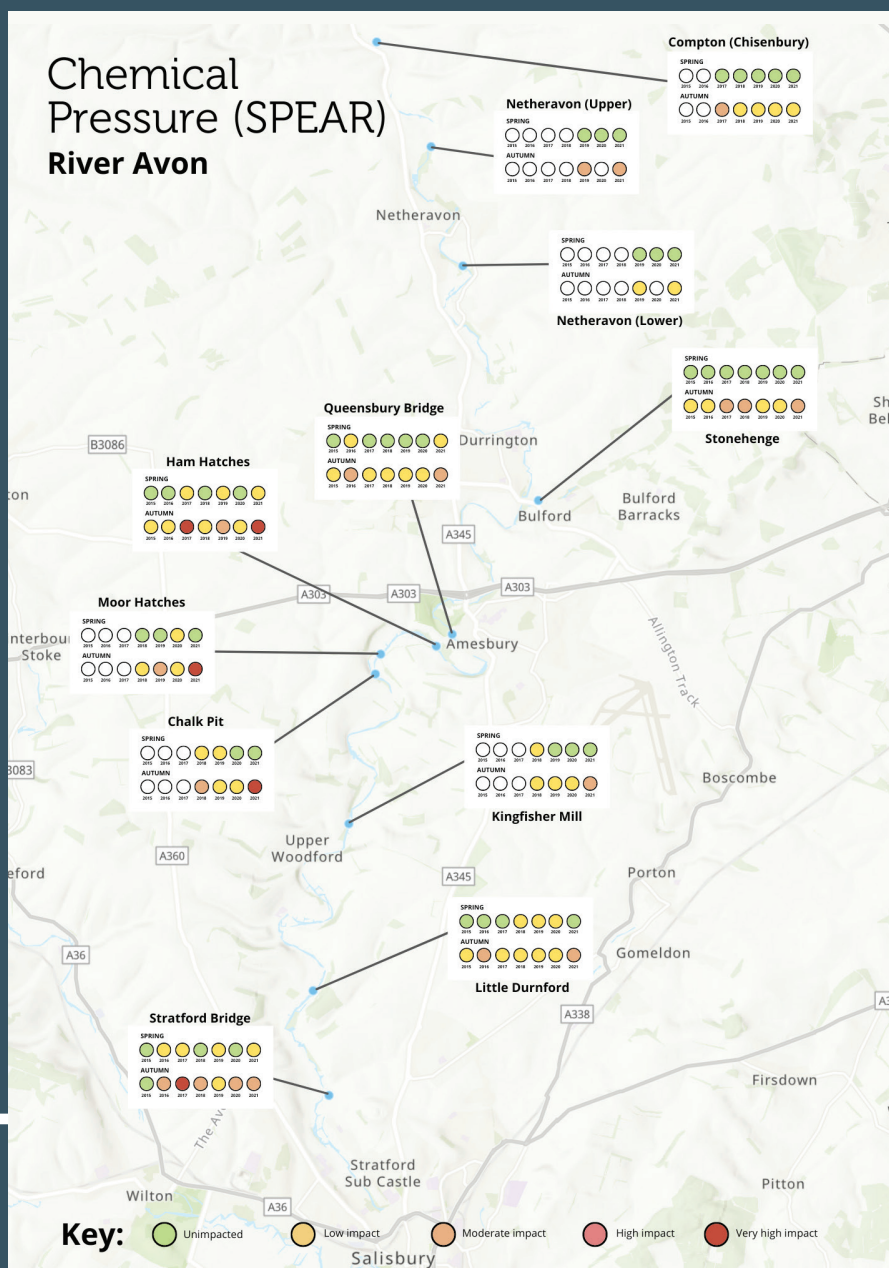 Chemical
Pressure (SPEAR)
River Avon
Compton (Chisenbury)
SPRING
2015 2016 2017 2018 2019 2020 2021
AUTUMN
2015 2016 2017 2018 2019 2020 2021
Netheravon (Upper)
SPRING
2015 2016 2017 2018 2019 2020 2021
AUTUMN
2015 2016 2017 2018 2019 2020 2021
Netheravon
SPRING
2015 2016 2017 2018 2019 2020 2021
AUTUMN
2015 2016 2017 2018 2019 2020 2021
Netheravon (Lower)
SPRING
2015 2016 2017 2018 2019 2020 2021
AUTUMN
2015 2016 2017 2018 2019 2020 2021
Stonehenge
Sh
Bel
Queensbury Bridge
SPRING
2015 2016 2017 2018 2019 2020 2021
AUTUMN
2015 2016 2017 2018 2019 2020 2021
Durrington
B3086
Ham Hatches
SPRING
2015 2016 2017 2018 2019 2020 2021
AUTUMN
2015 2016 2017 2018 2019 2020 2021
ton
Bulford
Bulford
Barracks
A345
A303
A303
A303
Moor Hatches
SPRING
2015 2016 2017 2018 2019 2020 2021
AUTUMN
2015 2016 2017 2018 2019 2020 2021
nterbou
Stoke
Amesbury
Allington Track
Chalk Pit
SPRING
2015 2016 2017 2018 2019 2020 2021
AUTUMN
2015 2016 2017 2018 2019 2020 2021
SPRING
2015 2016 2017 2018 2019 2020 2021
AUTUMN
2015 2016 2017 2018 2019 2020 2021
Kingfisher Mill
3083
Boscombe
Upper
Woodford
A360
eford
A345
Porton
SPRING
2015 2016 2017 2018 2019 2020 2021
AUTUMN
2015 2016 2017 2018 2019 2020 2021
Little Durnford
Gomeldon
A36
A338
A3
Stratford Bridge
SPRING
2015 2016 2017 2018 2019 2020 2021
AUTUMN
2015 2016 2017 2018 2019 2020 2021
The Av
Firsdown
Stratford
Sub Castle
Wilton
A36
Pitton
Key:
Unimpacted
Low impact
Moderate impact
High impact
Very high impact
Salisbury